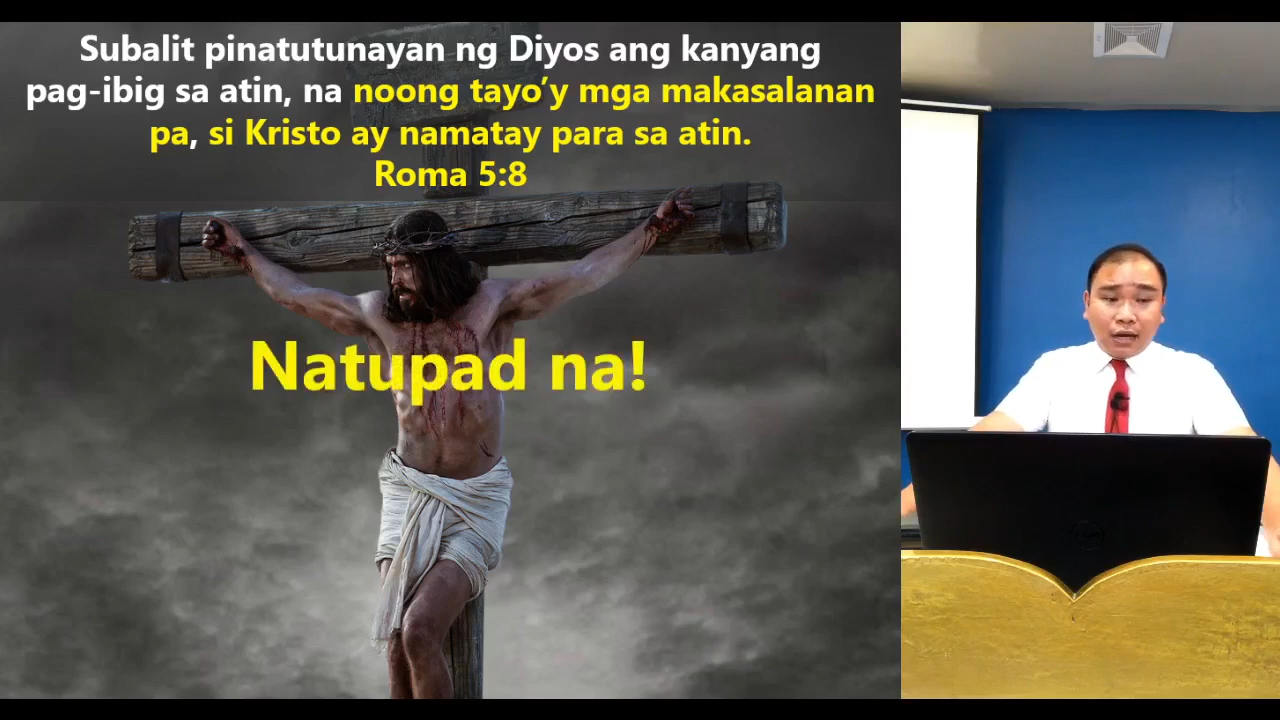 Subalit pinatutunayan ng Diyos ang kanyang
pag-ibig sa atin, na noong tayo’y mga makasalanan
pa, si Kristo ay namatay para sa atin.
Roma 5:8
Natupad na!